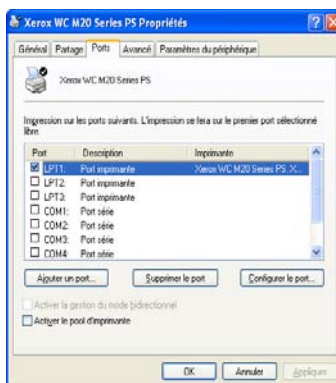 Xerox WC M20 Series PS Propriétés
Général Partage Ports Avancé Paramètres du périphérique
Xerox WC M20 Series PS
Impression sur les ports suivants. L'impression se fera sur le premier port sélectionné
libre.
Port Description Imprimante
LPT1: Port imprimante Xerox WC M20 Series PS, X...
LPT2: Port imprimante
LPT3: Port imprimante
COM1: Port série
COM2: Port série
COM3: Port série
COM4: Port série
Ajouter un port... Supprimer le port Configurer le port...
Activer la gestion du mode bidirectionnel
Activer le pool d'imprimante
OK Annuler Appliquer